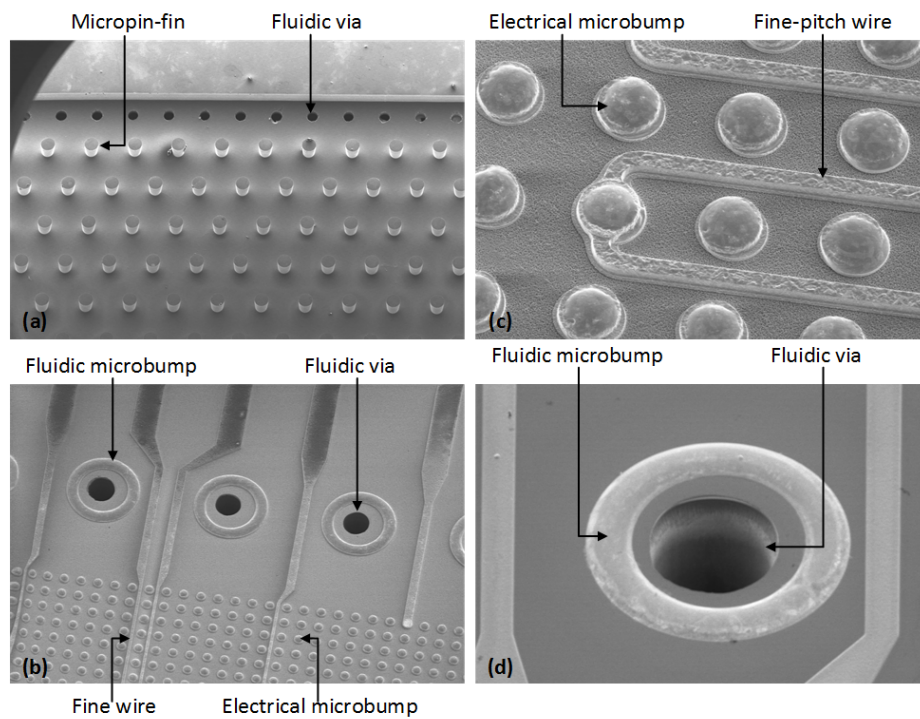 Micropin-fin Fluidic via
Electrical microbump Fine-pitch wire
(a)
(c)
Fluidic microbump Fluidic via
Fluidic microbump Fluidic via
(b)
(d)
Fine wire Electrical microbump